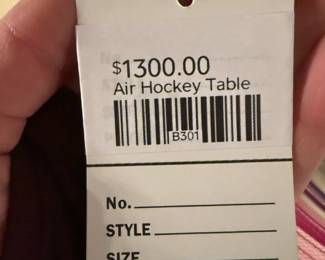 $1300.00
Air Hockey Table
B301
No.
STYLE
SIZE